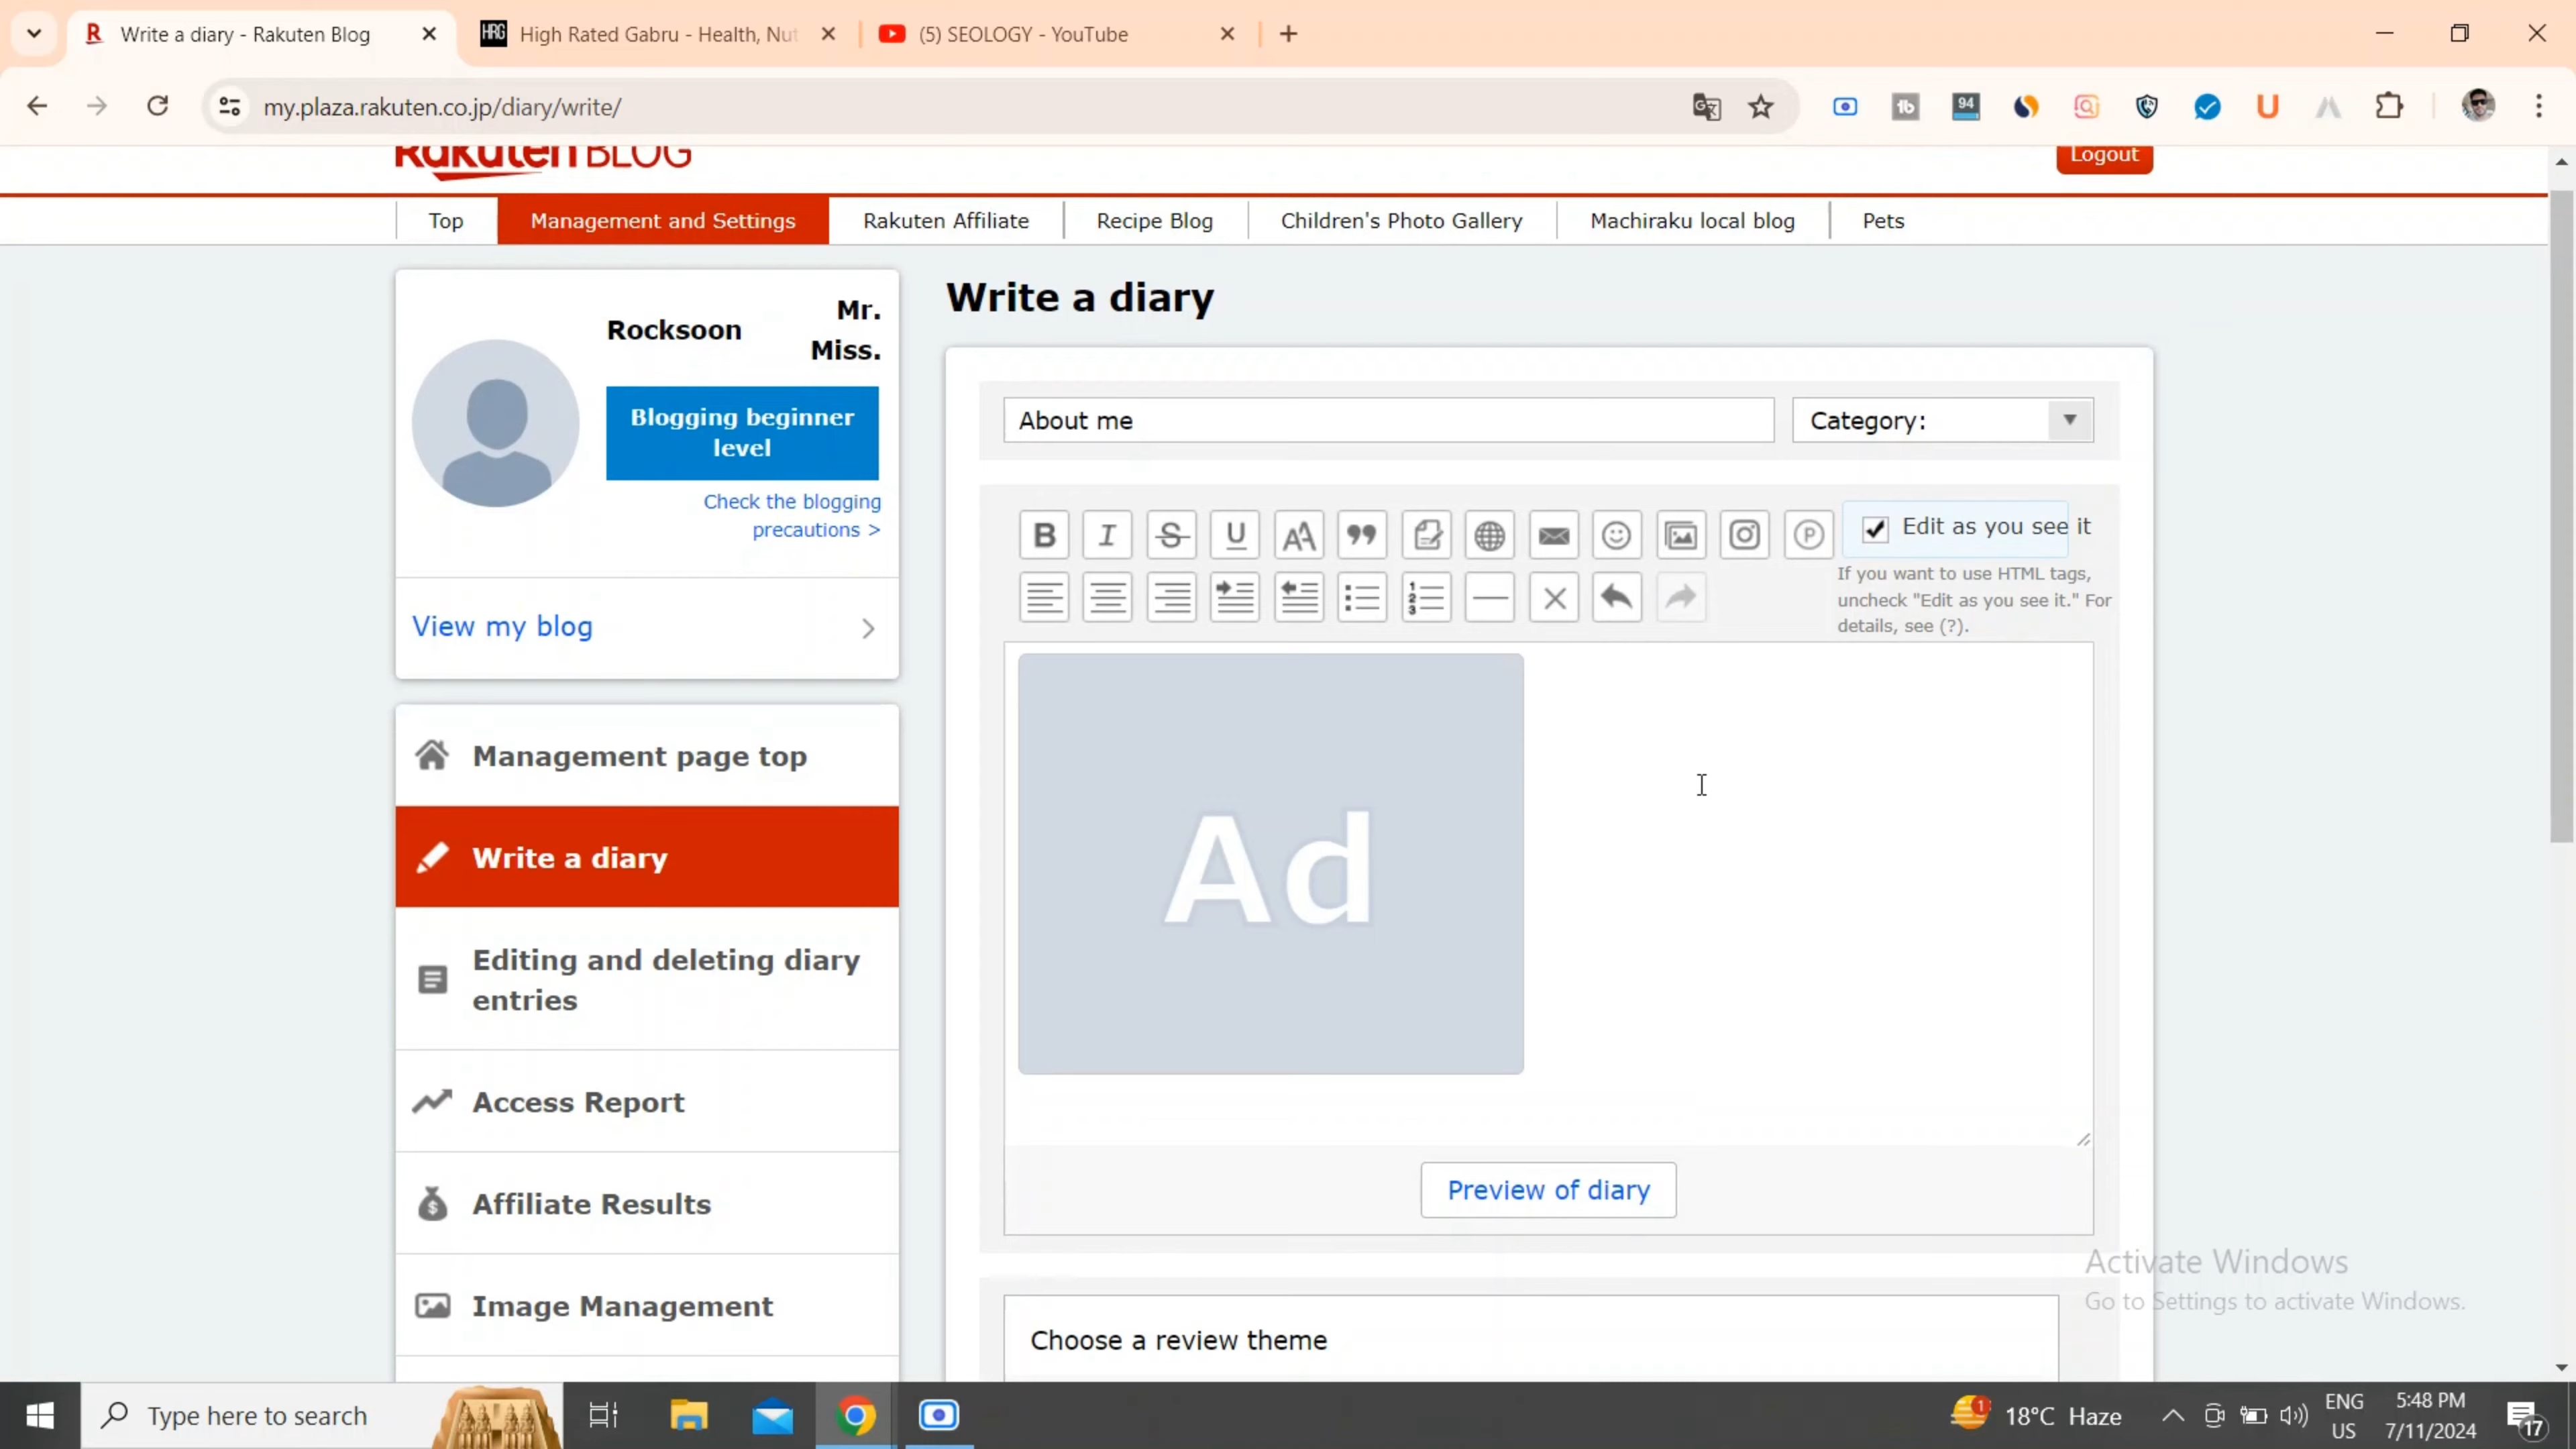 Write a diary - Rakuten Blog
High Rated Gabru - Health, Nut
(5) SEOLOGY - YouTube
my.plaza.rakuten.co.jp/diary/write/
94
Rakuten BLOG
Logout
Top
Management and Settings
Rakuten Affiliate
Recipe Blog
Children's Photo Gallery
Machiraku local blog
Pets
Rocksoon
Mr.
Miss.
Blogging beginner
level
Check the blogging
precautions >
View my blog
Management page top
Write a diary
Editing and deleting diary
entries
Access Report
Affiliate Results
Image Management
Write a diary
About me
Category:
Edit as you see it
If you want to use HTML tags,
uncheck "Edit as you see it." For
details, see (?).
Ad
Preview of diary
Choose a review theme
Activate Windows
Go to Settings to activate Windows.
Type here to search
18°C Haze
ENG
US
5:48 PM
7/11/2024
17